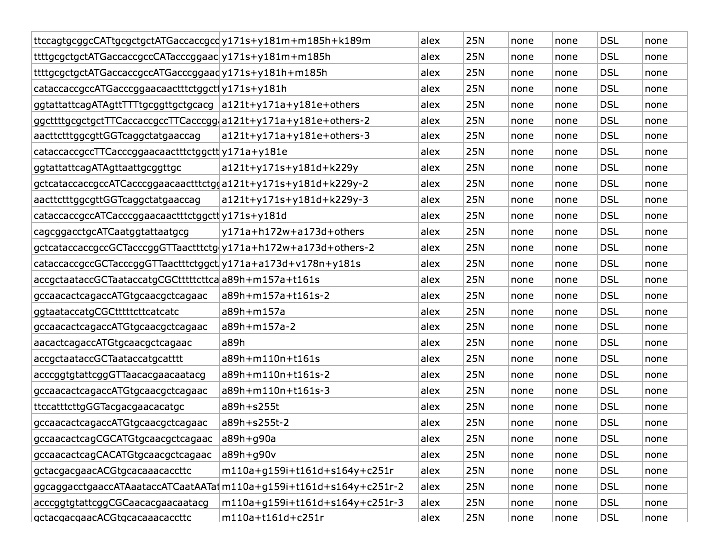 ttccagtgcggcCATtgcgctgctATGaccaccgcc y171s+y181m+m185h+k189m alex 25N none none DSL none
ttttgcgctgctATGaccaccgccCATacccggaac y171s+y181m+m185h alex 25N none none DSL none
ttttgcgctgctATGaccaccgccATGacccggaac y171s+y181h+m185h alex 25N none none DSL none
cataccaccgccATGacccggaacaactttctggctt y171s+y181h alex 25N none none DSL none
ggtattattcagATAgttTTTgcggttgctgcacg a121t+y171a+y181e+others alex 25N none none DSL none
ggcttttgcgctgctTTCaccaccgccTTCacccgg a121t+y171a+y181e+others-2 alex 25N none none DSL none
aacttctttggcgttGGTcaggctatgaaccag a121t+y171a+y181e+others-3 alex 25N none none DSL none
cataccaccgccTTCacccggaacaactttctggctt y171a+y181e alex 25N none none DSL none
ggtattattcagATAgttaattgcggttgc a121t+y171s+y181d+k229y alex 25N none none DSL none
gctcataccaccgccATCacccggaacaactttctgg a121t+y171s+y181d+k229y-2 alex 25N none none DSL none
aacttctttggcgttGGTcaggctatgaaccag a121t+y171s+y181d+k229y-3 alex 25N none none DSL none
cataccaccgccATCacccggaacaactttctggctt y171s+y181d alex 25N none none DSL none
cagcggacctgcATCaatggtattaatgcg y171a+h172w+a173d+others alex 25N none none DSL none
gctcataccaccgccGCTacccggGTTaactttctg y171a+h172w+a173d+others-2 alex 25N none none DSL none
cataccaccgccGCTacccggGTTaactttctggct y171a+a173d+v178n+y181s alex 25N none none DSL none
accgctaataccGCTaataccatgCGCtttttcttca a89h+m157a+t161s alex 25N none none DSL none
gccaacactcagaccATGtgcaacgctcagaac a89h+m157a+t161s-2 alex 25N none none DSL none
ggtaataccatgCGCtttttcttcatcatc a89h+m157a alex 25N none none DSL none
gccaacactcagaccATGtgcaacgctcagaac a89h+m157a-2 alex 25N none none DSL none
aacactcagaccATGtgcaacgctcagaac a89h alex 25N none none DSL none
accgctaataccGCTaataccatgcatttt a89h+m110n+t161s alex 25N none none DSL none
acccggtgtattcggGTTaacacgaacaatacg a89h+m110n+t161s-2 alex 25N none none DSL none
gccaacactcagaccATGtgcaacgctcagaac a89h+m110n+t161s-3 alex 25N none none DSL none
ttccatttcttgGGTacgacgaacacatgc a89h+s255t alex 25N none none DSL none
gccaacactcagaccATGtgcaacgctcagaac a89h+s255t-2 alex 25N none none DSL none
gccaacactcagCGCATGtgcaacgctcagaac a89h+g90a alex 25N none none DSL none
gccaacactcagCACATGtgcaacgctcagaac a89h+g90v alex 25N none none DSL none
gctacgacgaacACGtgcacaaacaccttc m110a+g159i+t161d+s164y+c251r alex 25N none none DSL none
ggcaggacctgaaccATAaataccATCaatAATat m110a+g159i+t161d+s164y+c251r-2 alex 25N none none DSL none
acccggtgtattcggCGCaacacgaacaatacg m110a+g159i+t161d+s164y+c251r-3 alex 25N none none DSL none
gctacgacgaacACGtgcacaaacaccttc m110a+t161d+c251r alex 25N none none DSL none